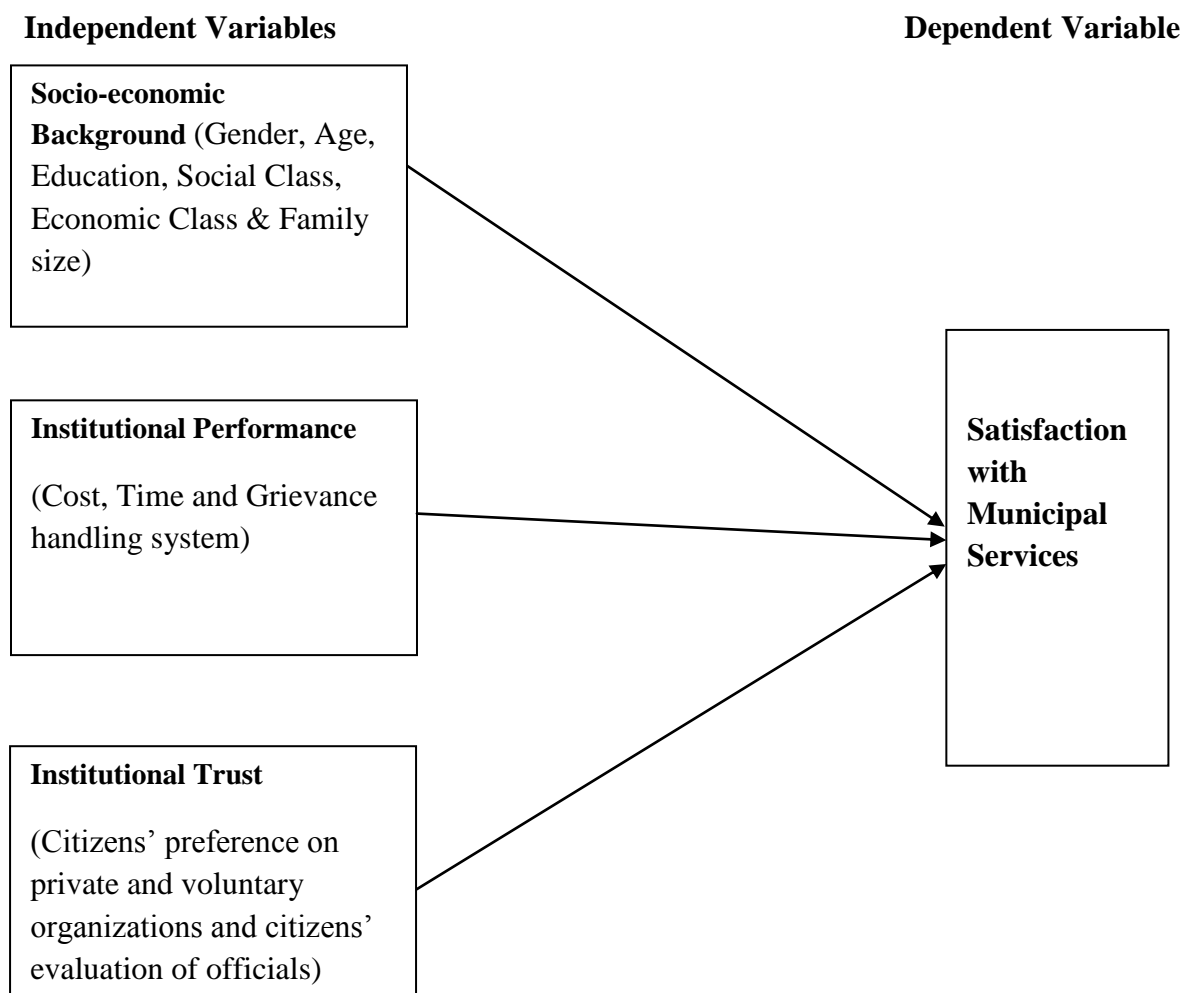 Independent Variables
Dependent Variable
Socio-economic
Background (Gender, Age,
Education, Social Class,
Economic Class & Family
size)
Institutional Performance
(Cost, Time and Grievance
handling system)
Satisfaction
with
Municipal
Services
Institutional Trust
(Citizens’ preference on
private and voluntary
organizations and citizens’
evaluation of officials)